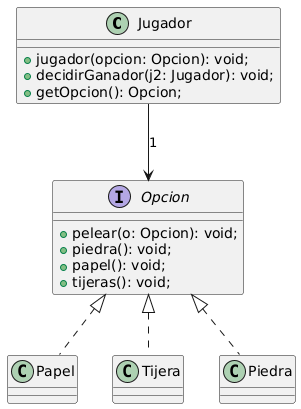 C Jugador
jugador(opcion: Opcion): void;
decidirGanador(j2: Jugador): void;
getOpcion(): Opcion;
1
I Opcion
pelear(o: Opcion): void;
piedra(): void;
papel(): void;
tijeras(): void;
C Papel
C Tijera
C Piedra